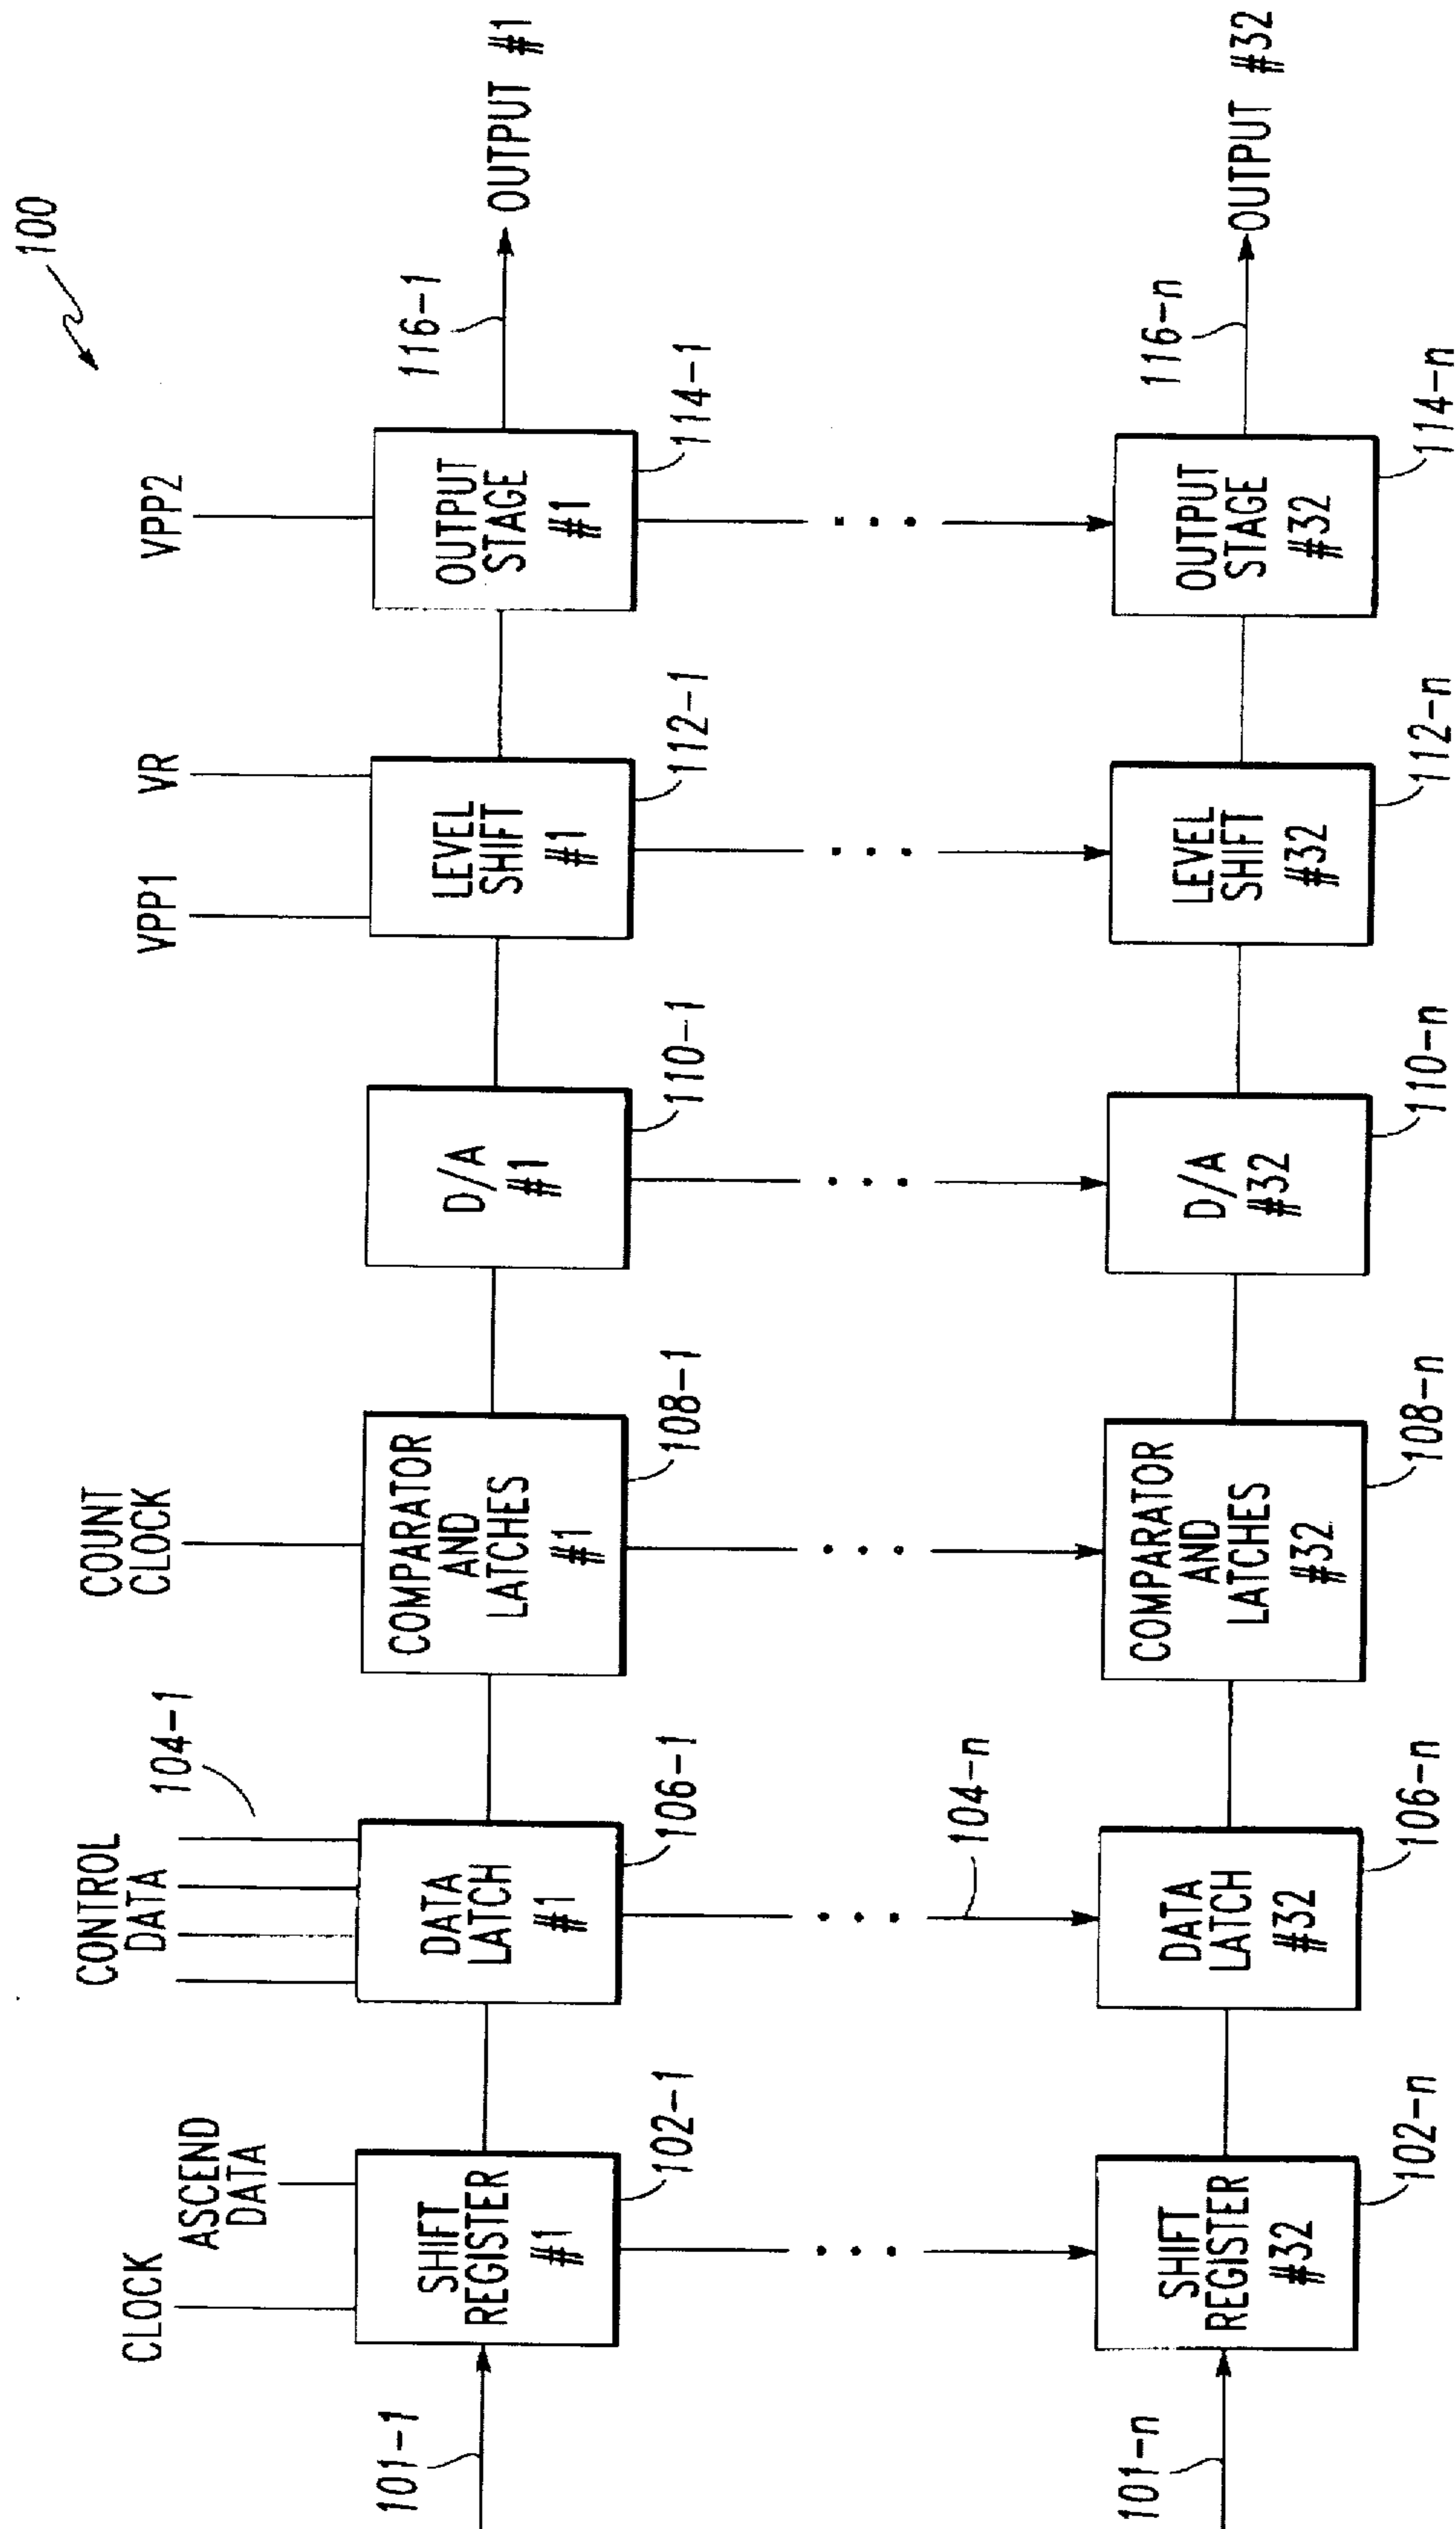 100
CLOCK
ASCEND
DATA
CONTROL
DATA
104-1
COUNT
CLOCK
VPP1
VR
VPP2
101-1
SHIFT
REGISTER
#1
102-1
DATA
LATCH
#1
106-1
COMPARATOR
AND
LATCHES
#1
108-1
D/A
#1
110-1
LEVEL
SHIFT
#1
112-1
OUTPUT
STAGE
#1
114-1
116-1
OUTPUT #1
104-n
101-n
SHIFT
REGISTER
#32
102-n
DATA
LATCH
#32
106-n
COMPARATOR
AND
LATCHES
#32
108-n
D/A
#32
110-n
LEVEL
SHIFT
#32
112-n
OUTPUT
STAGE
#32
114-n
116-n
OUTPUT #32